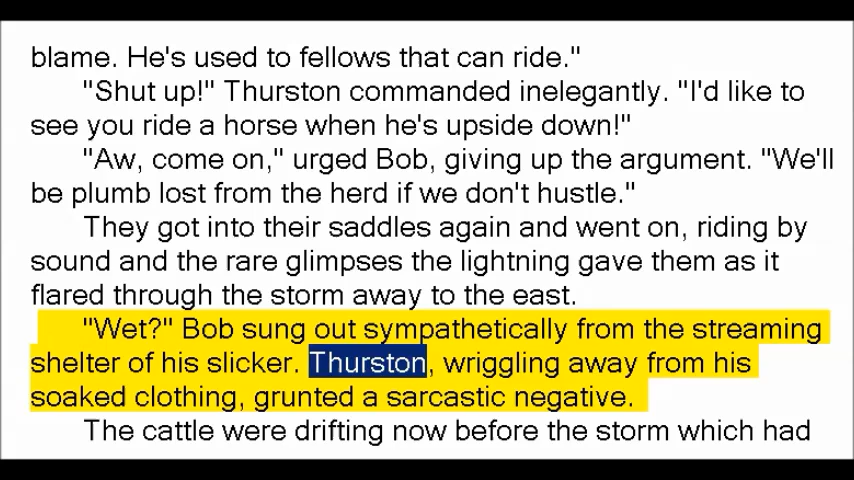 blame. He's used to fellows that can ride."
"Shut up!" Thurston commanded inelegantly. "I'd like to
see you ride a horse when he's upside down!"
"Aw, come on," urged Bob, giving up the argument. "We'll
be plumb lost from the herd if we don't hustle."
They got into their saddles again and went on, riding by
sound and the rare glimpses the lightning gave them as it
flared through the storm away to the east.
"Wet?" Bob sung out sympathetically from the streaming
shelter of his slicker. Thurston, wriggling away from his
soaked clothing, grunted a sarcastic negative.
The cattle were drifting now before the storm which had